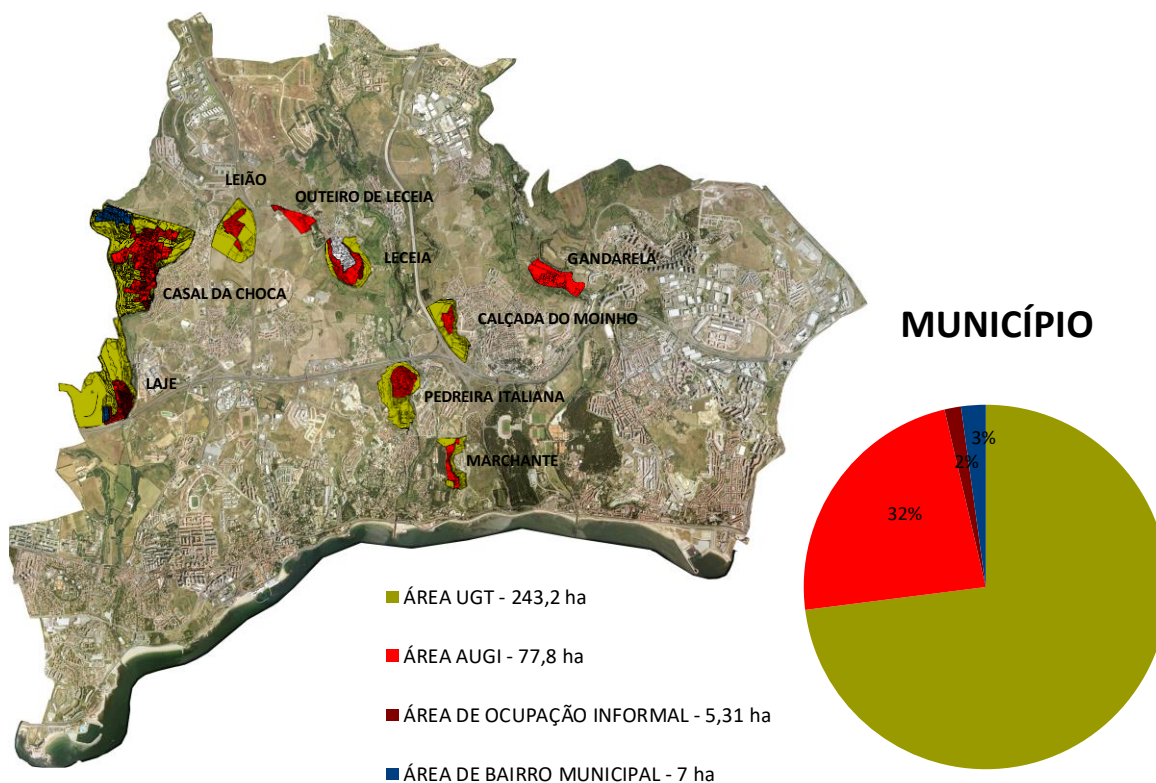 LEIÃO
OUTEIRO DE LECEIA
LECEIA
GANDARELA
CASAL DA CHOCA
CALÇADA DO MOINHO
MUNICÍPIO
LAJE
PEDREIRA ITALIANA
MARCHANTE
3%
2%
32%
ÁREA UGT - 243,2 ha
ÁREA AUGI - 77,8 ha
ÁREA DE OCUPAÇÃO INFORMAL - 5,31 ha
ÁREA DE BAIRRO MUNICIPAL - 7 ha